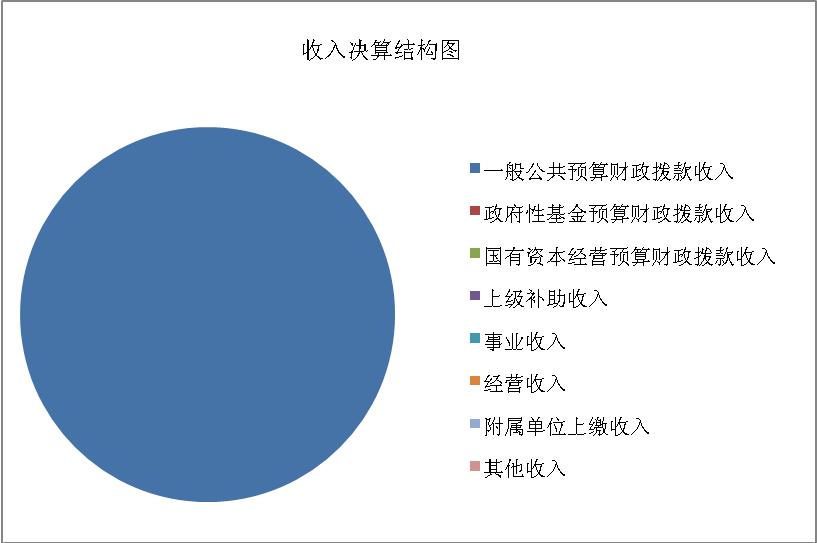 收入决算结构图
一般公共预算财政拨款收入
政府性基金预算财政拨款收入
国有资本经营预算财政拨款收入
上级补助收入
事业收入
经营收入
附属单位上缴收入
其他收入